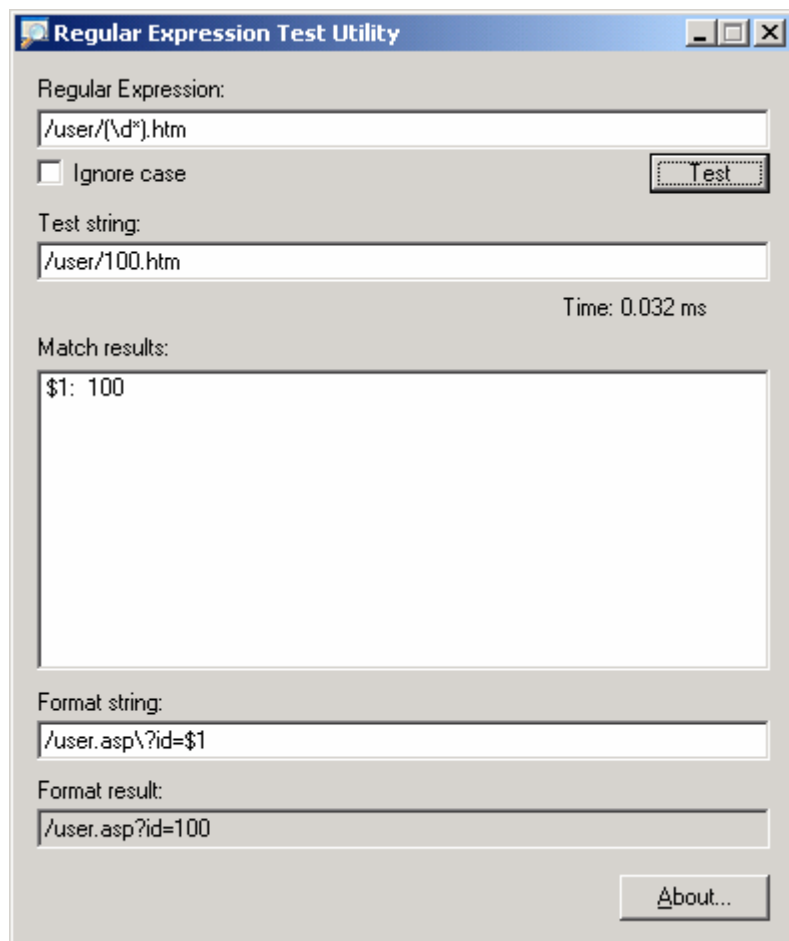 Regular Expression Test Utility
Regular Expression:
/user/(\d*).htm
Ignore case
Test
Test string:
/user/100.htm
Time: 0.032 ms
Match results:
$1: 100
Format string:
/user.asp\?id=$1
Format result:
/user.asp?id=100
About...